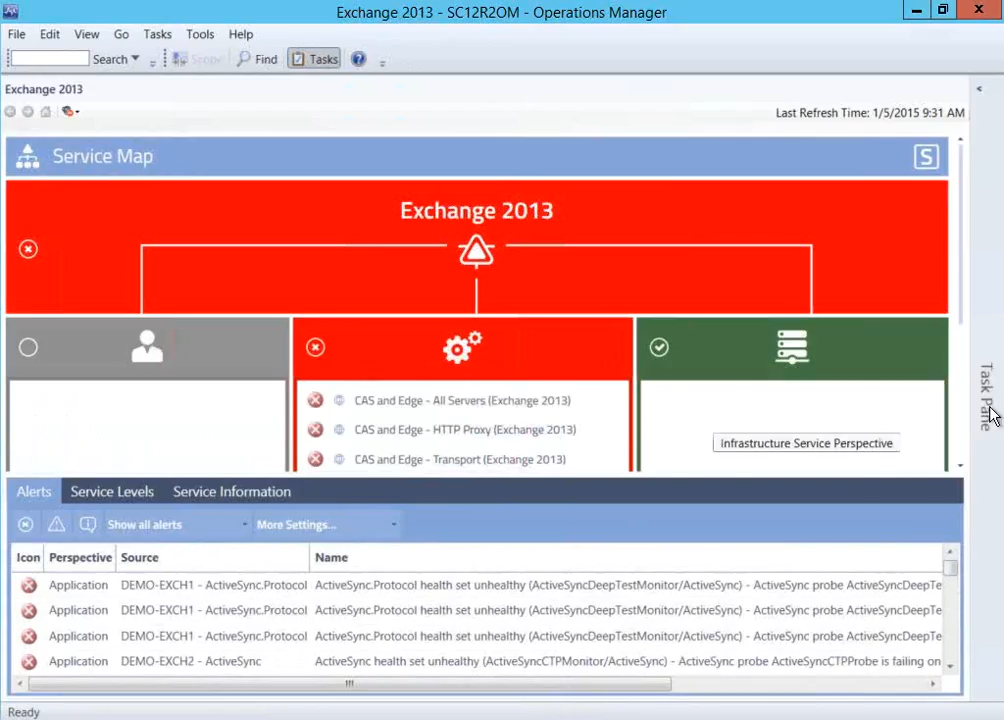 Exchange 2013 - SC12R2OM - Operations Manager
File Edit View Go Tasks Tools Help
Search Scope Find Tasks
Exchange 2013
Last Refresh Time: 1/5/2015 9:31 AM
Service Map S
Exchange 2013
CAS and Edge - All Servers (Exchange 2013)
CAS and Edge - HTTP Proxy (Exchange 2013)
CAS and Edge - Transport (Exchange 2013)
Infrastructure Service Perspective
Task Pane
Alerts Service Levels Service Information
Show all alerts More Settings...
Icon Perspective Source Name
Application DEMO-EXCH1 - ActiveSync.Protocol ActiveSync.Protocol health set unhealthy (ActiveSyncDeepTestMonitor/ActiveSync) - ActiveSync probe ActiveSyncDeepTe
Application DEMO-EXCH1 - ActiveSync.Protocol ActiveSync.Protocol health set unhealthy (ActiveSyncDeepTestMonitor/ActiveSync) - ActiveSync probe ActiveSyncDeepTe
Application DEMO-EXCH1 - ActiveSync.Protocol ActiveSync.Protocol health set unhealthy (ActiveSyncDeepTestMonitor/ActiveSync) - ActiveSync probe ActiveSyncDeepTe
Application DEMO-EXCH2 - ActiveSync ActiveSync health set unhealthy (ActiveSyncCTPMonitor/ActiveSync) - ActiveSync probe ActiveSyncCTPProbe is failing on
Ready